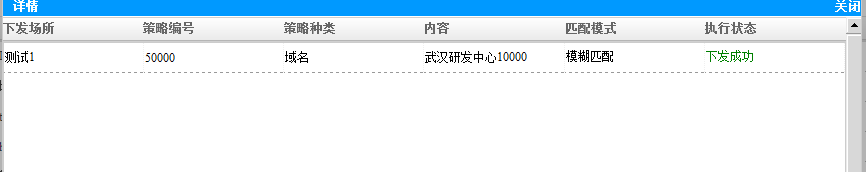 详情 关闭
下发场所 策略编号 策略种类 内容 匹配模式 执行状态
测试1 50000 域名 武汉研发中心10000 模糊匹配 下发成功